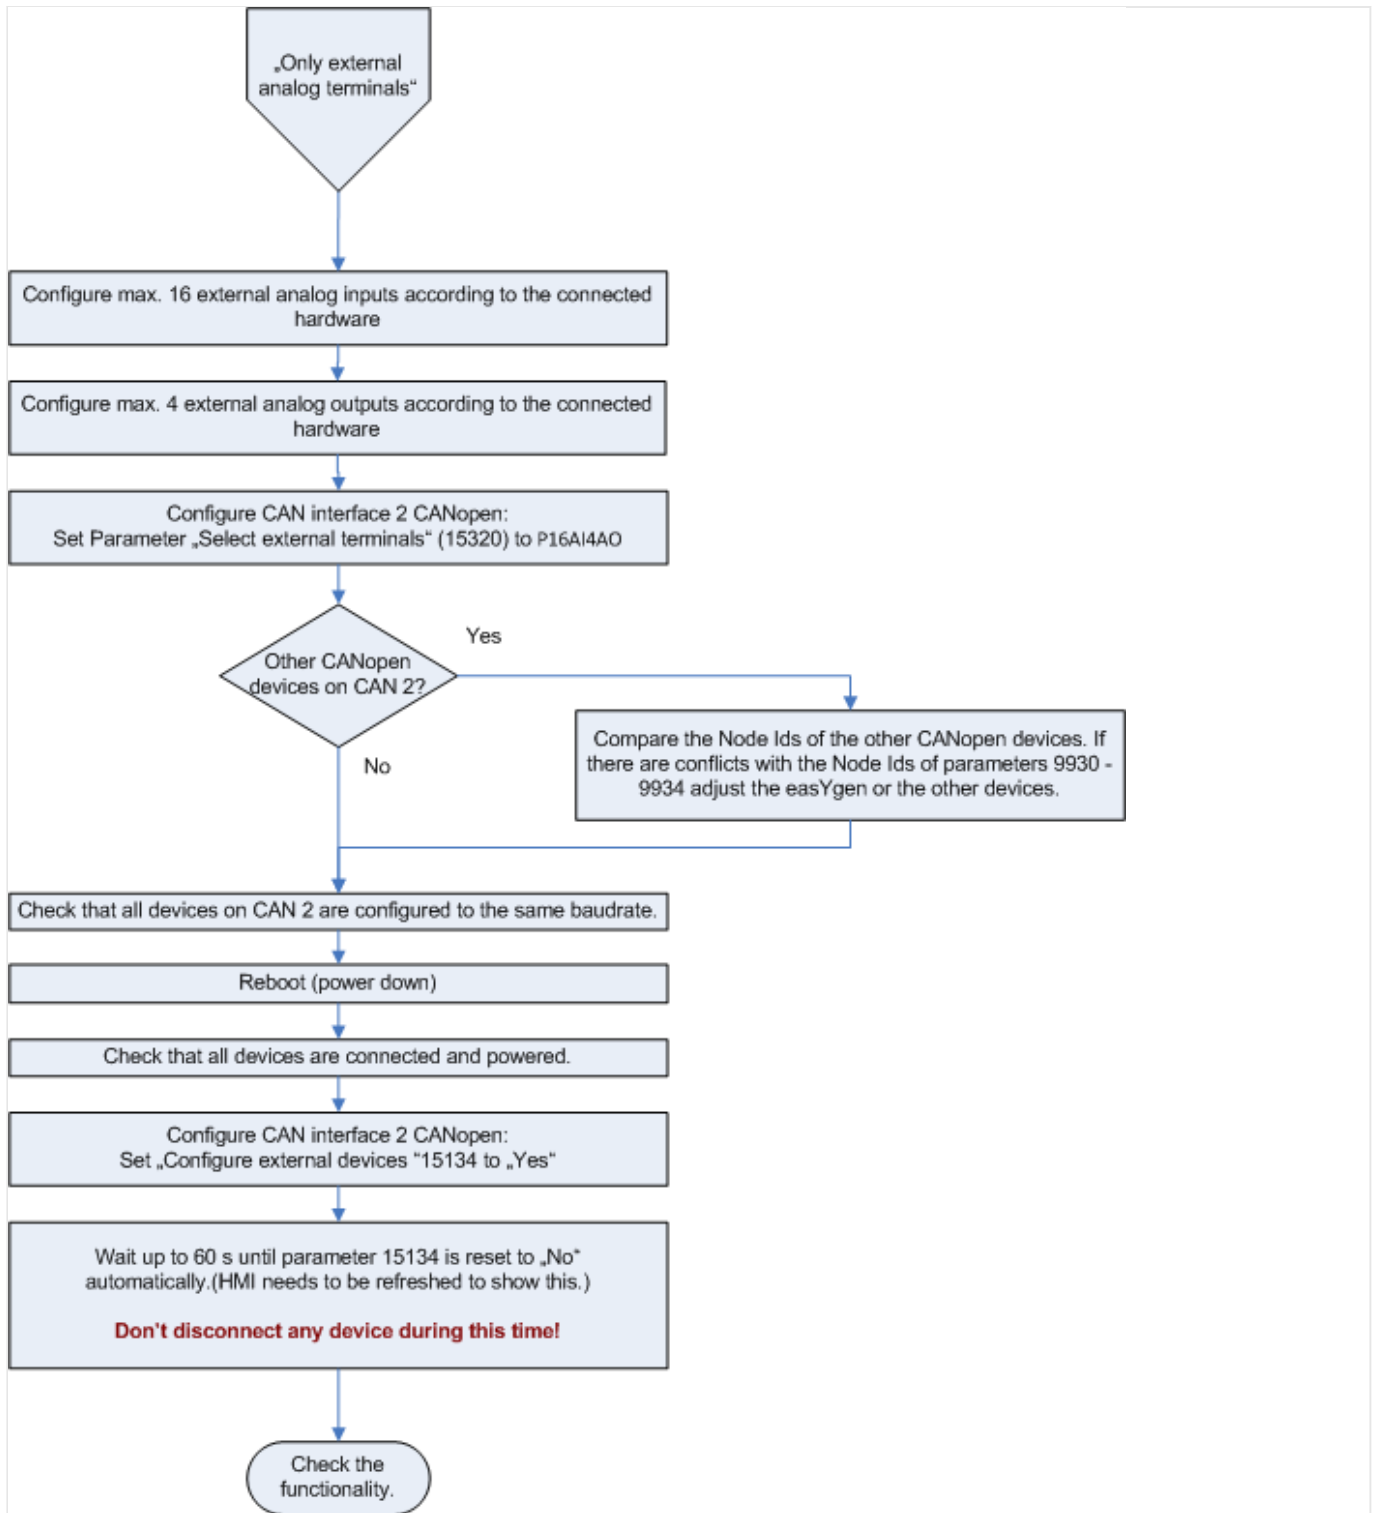 „Only external
analog terminals“
Configure max. 16 external analog inputs according to the connected
hardware
Configure max. 4 external analog outputs according to the connected
hardware
Configure CAN interface 2 CANopen:
Set Parameter „Select external terminals“ (15320) to P16AI4AO
Other CANopen
devices on CAN 2?
Yes
Compare the Node Ids of the other CANopen devices. If
there are conflicts with the Node Ids of parameters 9930 -
9934 adjust the easYgen or the other devices.
No
Check that all devices on CAN 2 are configured to the same baudrate.
Reboot (power down)
Check that all devices are connected and powered.
Configure CAN interface 2 CANopen:
Set „Configure external devices “15134 to „Yes“
Wait up to 60 s until parameter 15134 is reset to „No“
automatically.(HMI needs to be refreshed to show this.)
Don't disconnect any device during this time!
Check the
functionality.